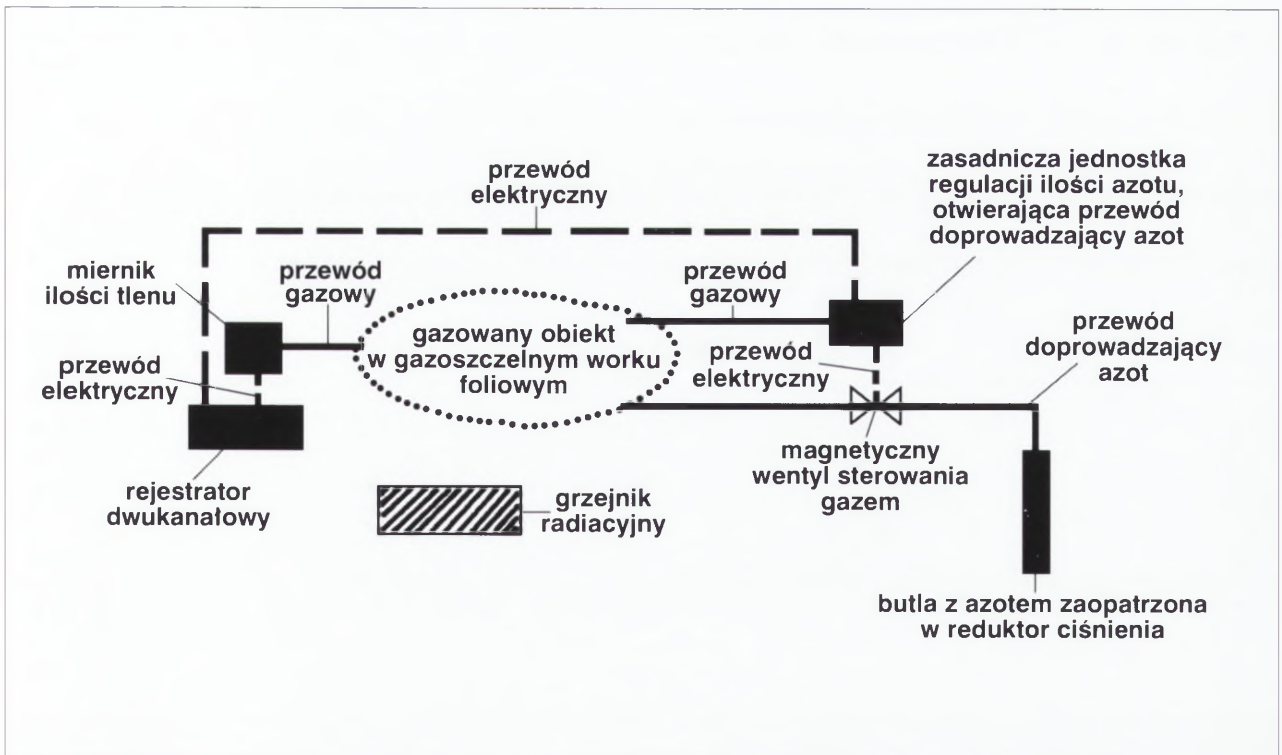 przewód
elektryczny
zasadnicza jednostka
regulacji ilości azotu,
otwierająca przewód
doprowadzający azot
miernik
ilości tlenu
przewód
gazowy
przewód
gazowy
przewód
doprowadzający
azot
gazowany obiekt
w gazoszczelnym worku
foliowym
przewód
elektryczny
przewód
elektryczny
magnetyczny
wentyl sterowania
gazem
rejestrator
dwukanałowy
grzejnik
radiacyjny
butla z azotem zaopatrzona
w reduktor ciśnienia